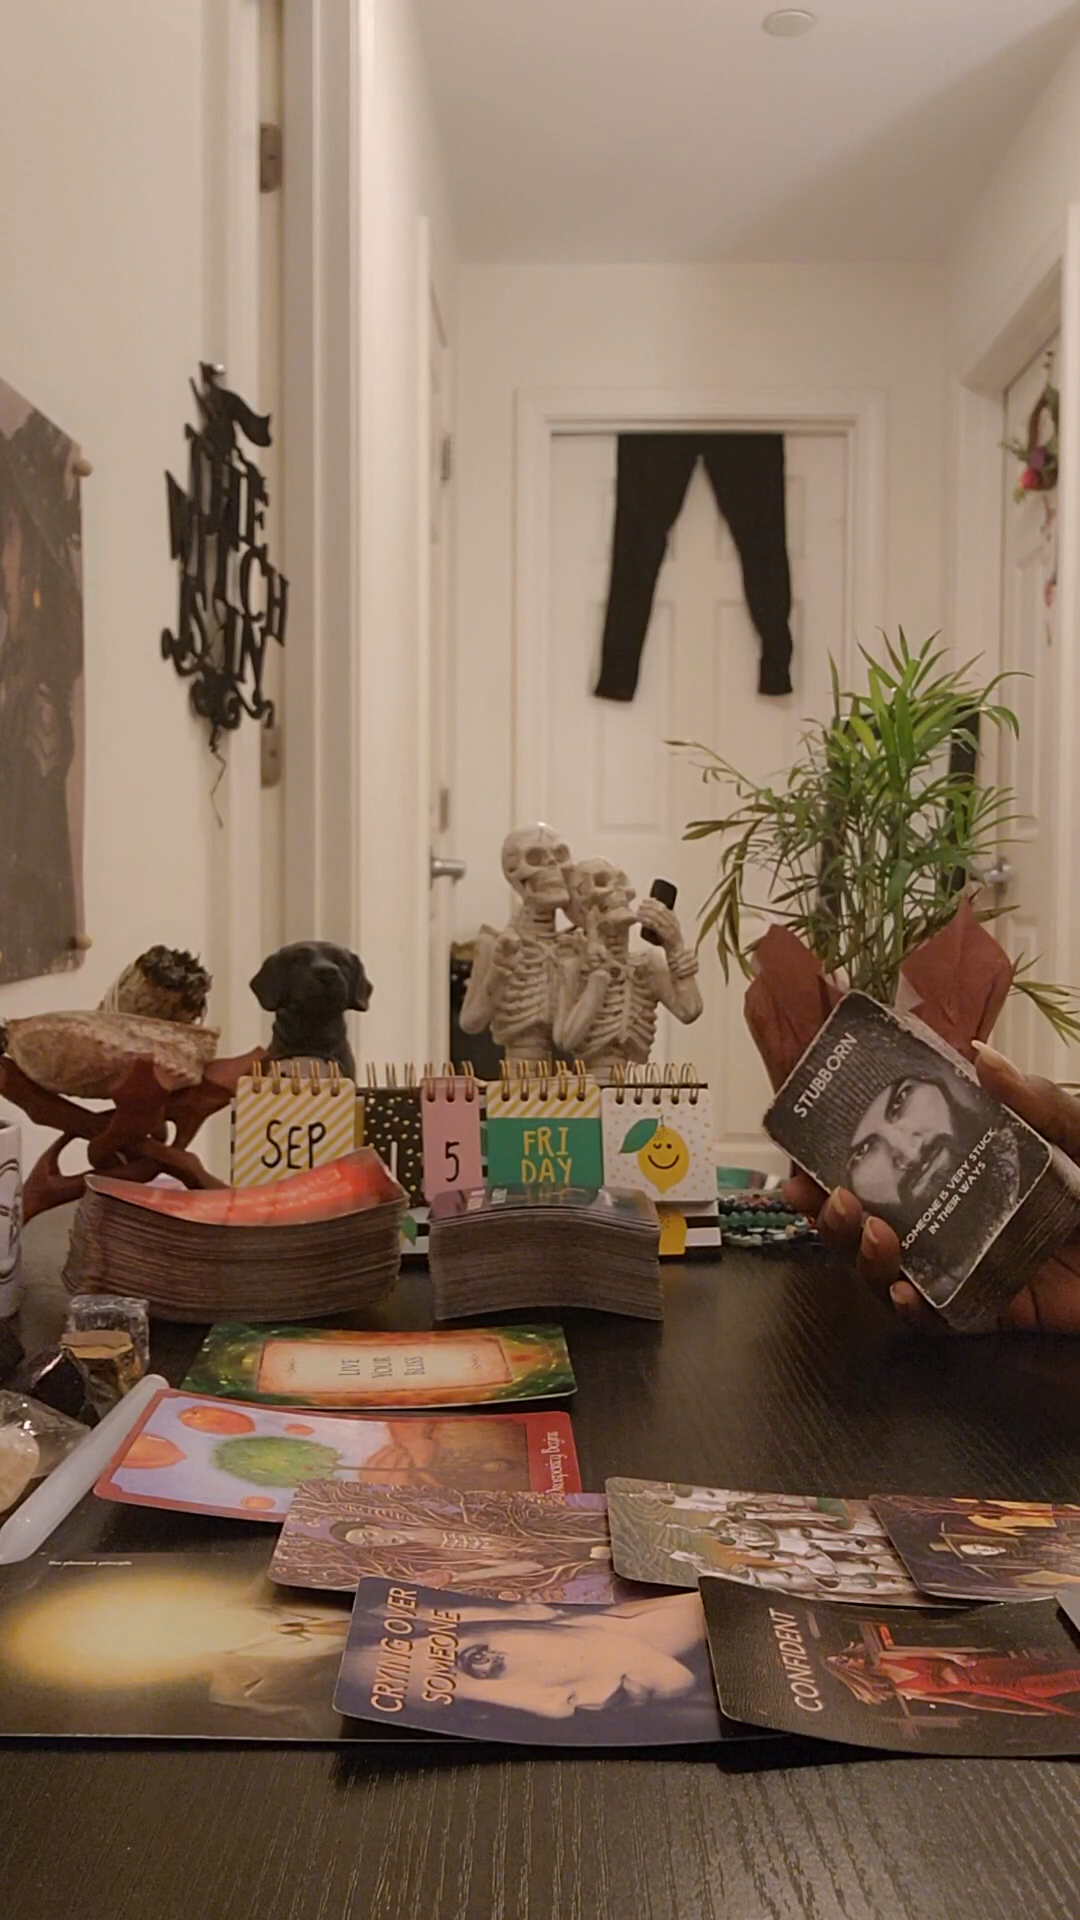 THE
WITCH
IS IN
STUBBORN
SOMEONE IS VERY STUCK
IN THEIR WAYS
SEP
5
FRI
DAY
LIVE
YOUR
BLISS
Begins
CRYING OVER
SOMEONE
CONFIDENT